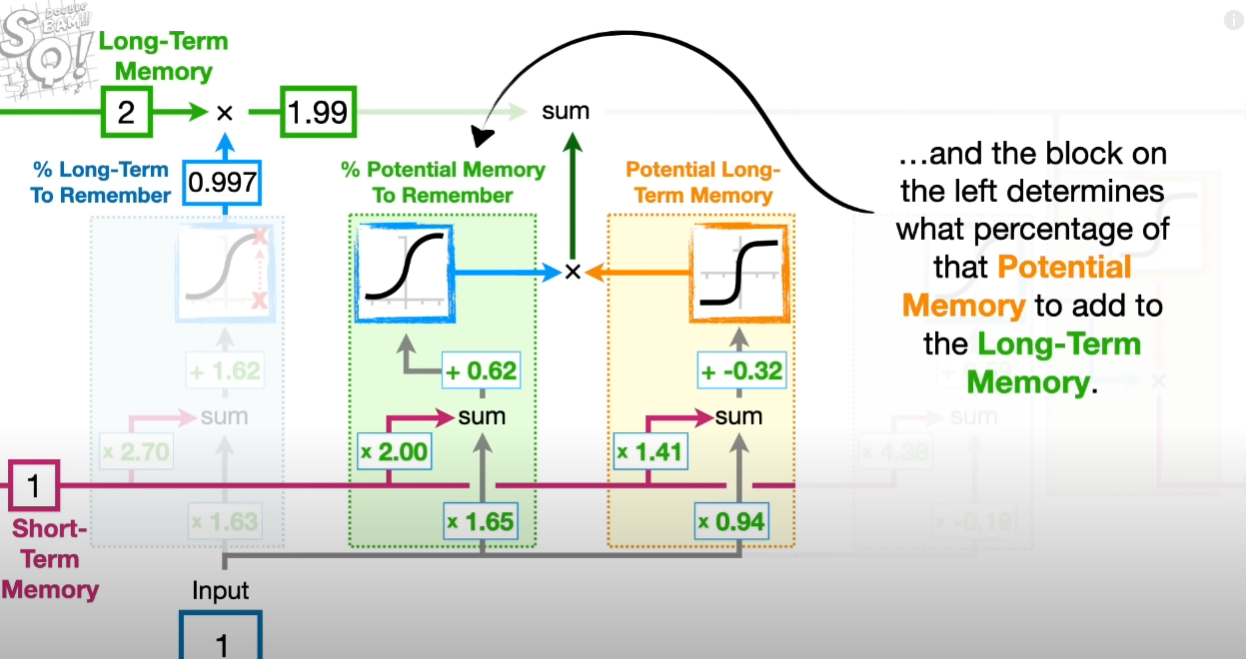 DOUBLE
BAM!!
SQ!
Long-Term
Memory
2
×
1.99
sum
% Long-Term
To Remember
0.997
% Potential Memory
To Remember
Potential Long-
Term Memory
×
…and the block on
the left determines
what percentage of
that Potential
Memory to add to
the Long-Term
Memory.
X
X
+ 1.62
+ 0.62
+ -0.32
×
sum
sum
sum
sum
x 2.70
x 2.00
x 1.41
x 4.38
1
Short-
Term
Memory
x 1.63
x 1.65
x 0.94
x -0.19
Input
1